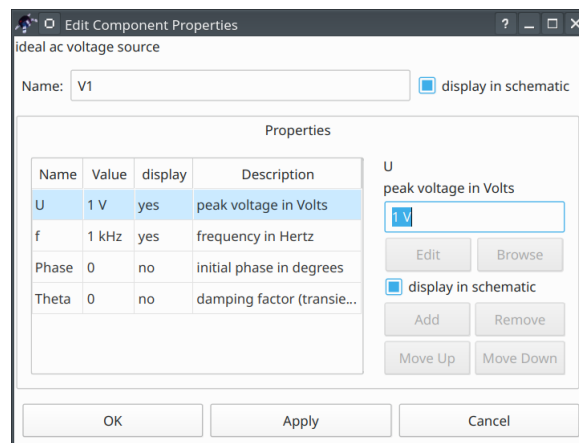 Edit Component Properties
ideal ac voltage source
Name: V1 display in schematic
Properties
Name Value display Description
U 1 V yes peak voltage in Volts
f 1 kHz yes frequency in Hertz
Phase 0 no initial phase in degrees
Theta 0 no damping factor (transie...
U
peak voltage in Volts
1 V
Edit Browse
display in schematic
Add Remove
Move Up Move Down
OK Apply Cancel